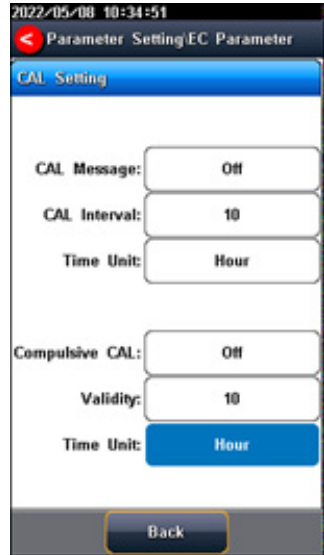 2022/05/08 10:34:51
< Parameter Setting\EC Parameter
CAL Setting
CAL Message: Off
CAL Interval: 10
Time Unit: Hour
Compulsive CAL: Off
Validity: 10
Time Unit: Hour
Back